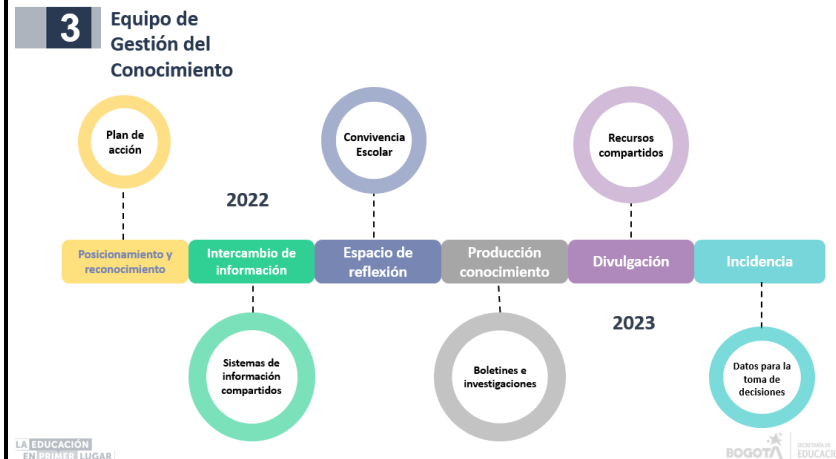 3
Equipo de
Gestión del
Conocimiento
Plan de
acción
Convivencia
Escolar
Recursos
compartidos
2022
Posicionamiento y
reconocimiento
Intercambio de
información
Espacio de
reflexión
Producción
conocimiento
Divulgación
Incidencia
2023
Sistemas de
información
compartidos
Boletines e
investigaciones
Datos para la
toma de
decisiones
LA EDUCACIÓN
EN PRIMER LUGAR
BOGOTÁ
SECRETARÍA DE